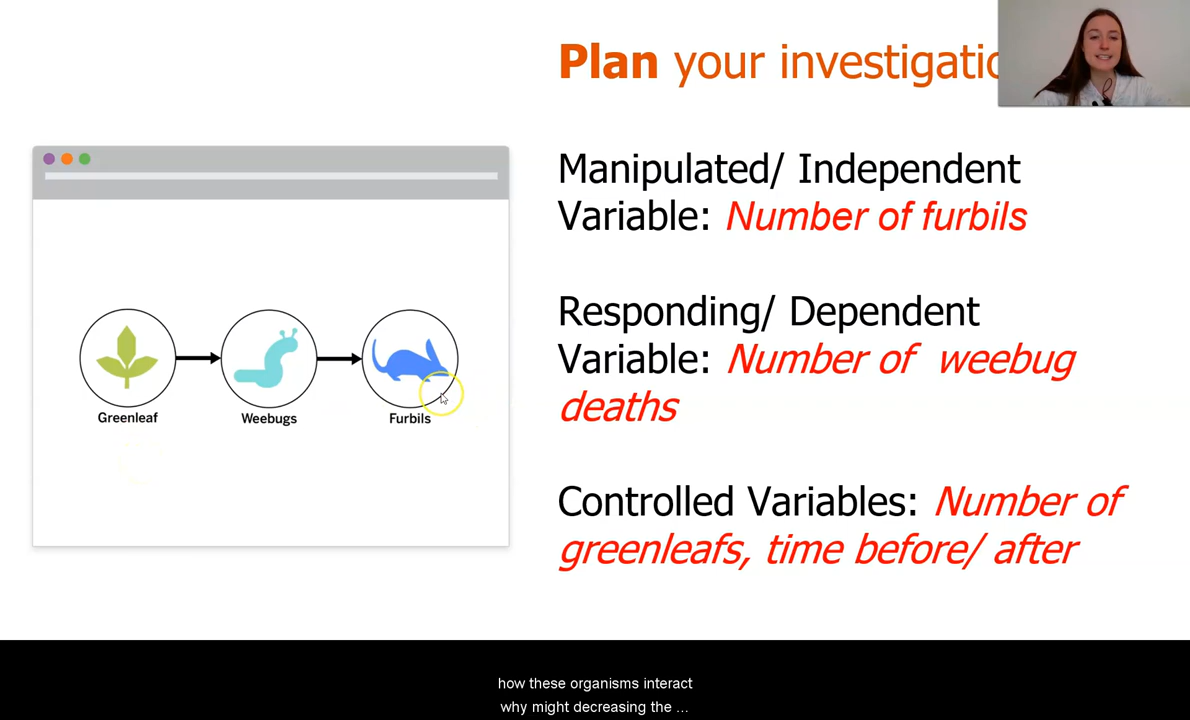 Plan your investigatio
Manipulated/ Independent
Variable: Number of furbils
Responding/ Dependent
Variable: Number of weebug
deaths
Controlled Variables: Number of
greenleafs, time before/ after
Greenleaf
Weebugs
Furbils
how these organisms interact
why might decreasing the ...